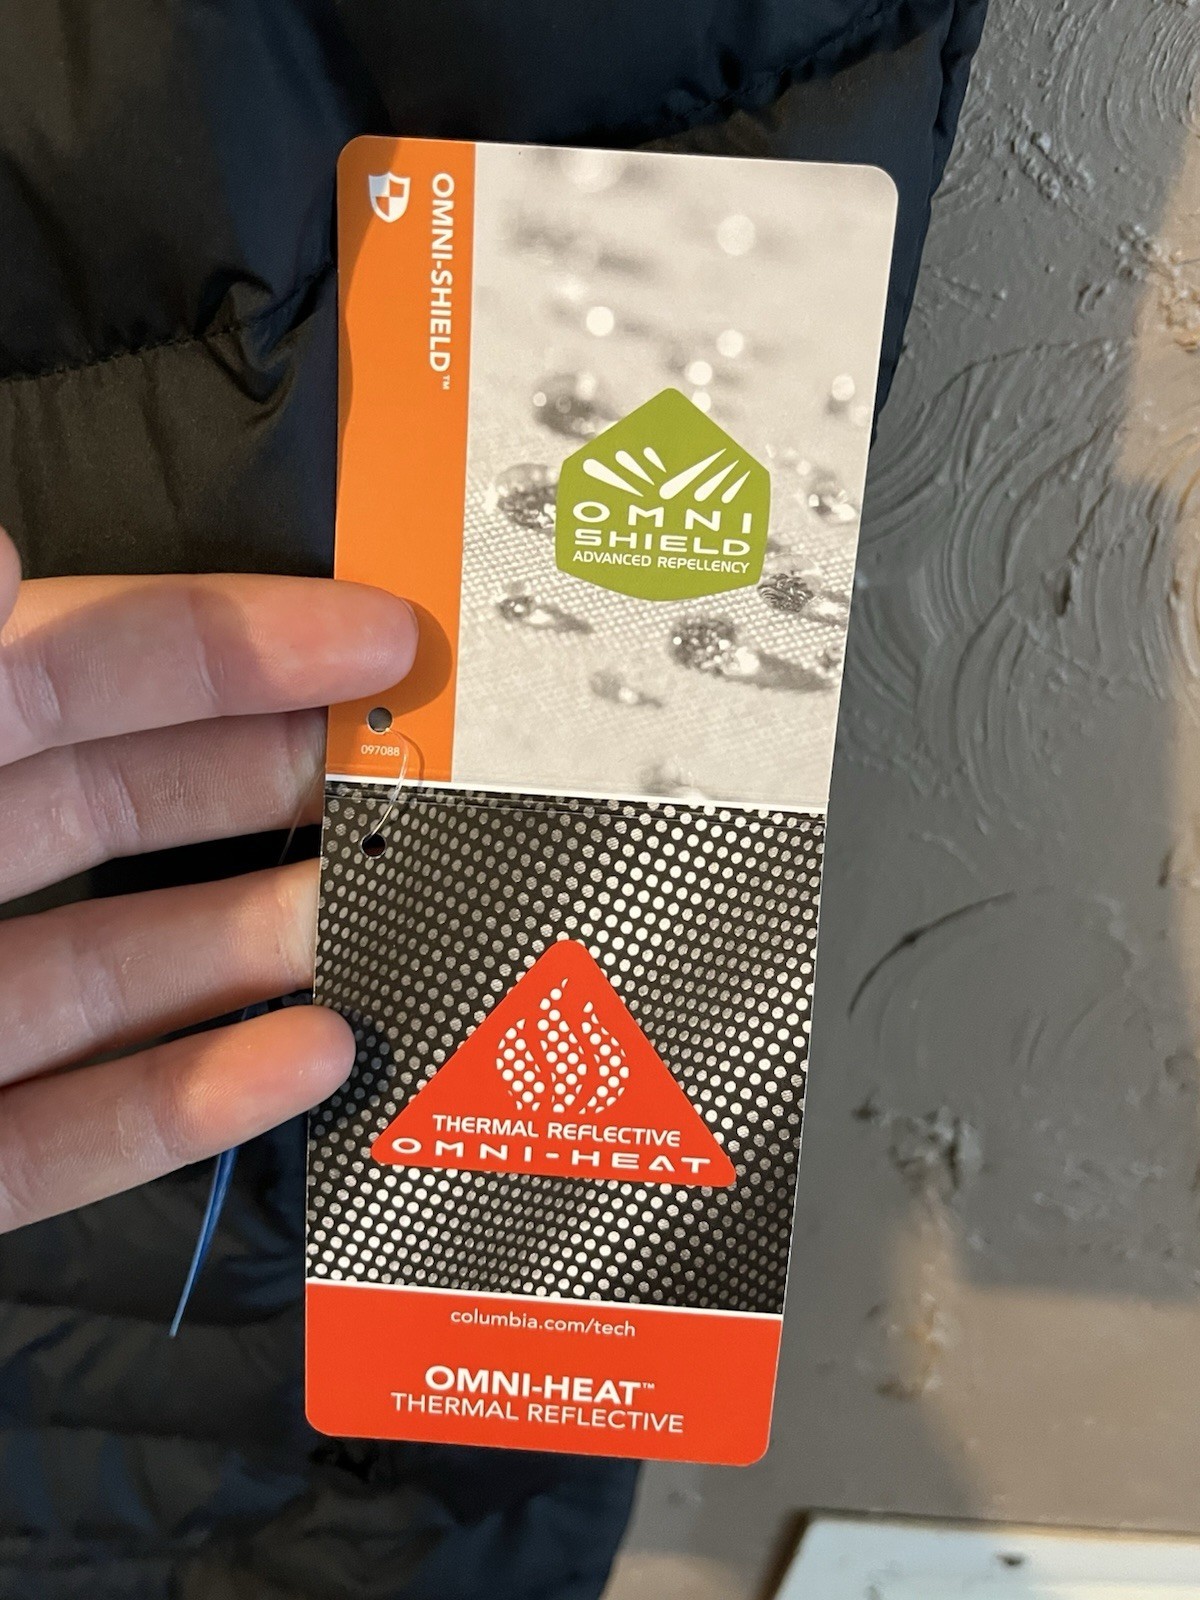 OMNI-SHIELD™
OMNI
SHIELD
ADVANCED REPELLENCY
097088
THERMAL REFLECTIVE
OMNI-HEAT
columbia.com/tech
OMNI-HEAT™
THERMAL REFLECTIVE